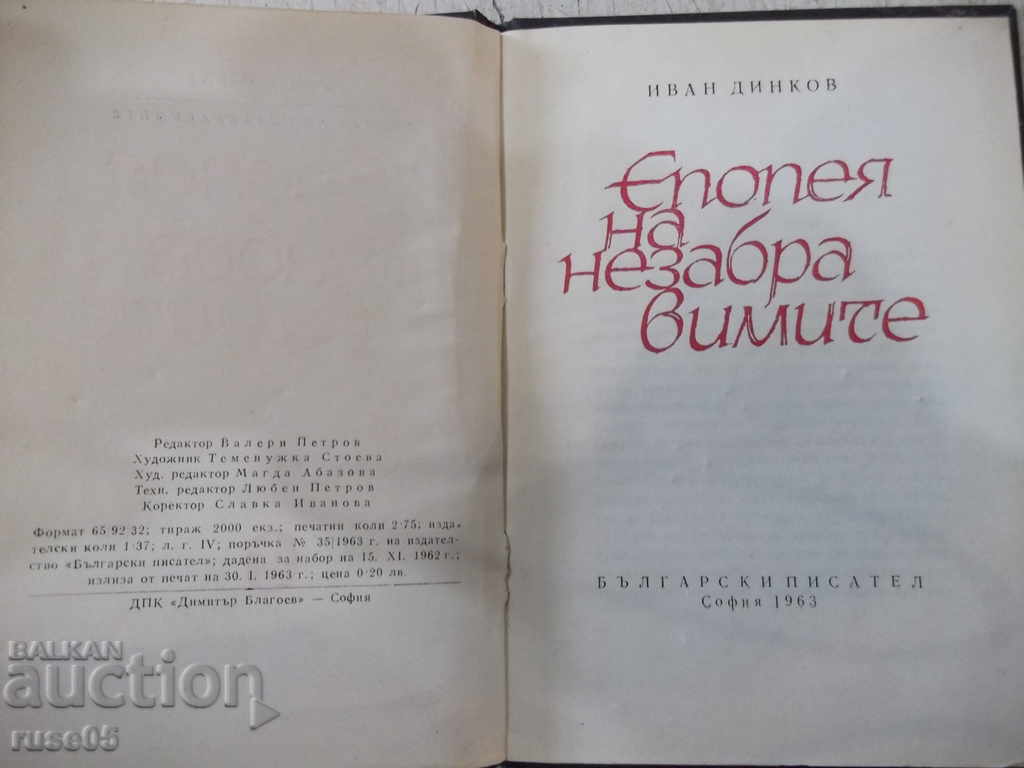 Редактор Валери Петров
Художник Теменужка Стоева
Худ. редактор Магда Абазова
Техн. редактор Любен Петров
Коректор Славка Иванова
Формат 65/92/32; тираж 2000 екз.; печатни коли 2·75; изда-
телски коли 1·37; л. г. IV; поръчка № 35|1963 г. на издател-
ство «Български писател»; дадена за набор на 15. XI. 1962 г.;
излиза от печат на 30. I. 1963 г.; цена 0·20 лв.
ДПК «Димитър Благоев» — София
ИВАН ДИНКОВ
Епопея
на
незабра
вимите
БЪЛГАРСКИ ПИСАТЕЛ
София 1963
BALKAN
auction
ruse05